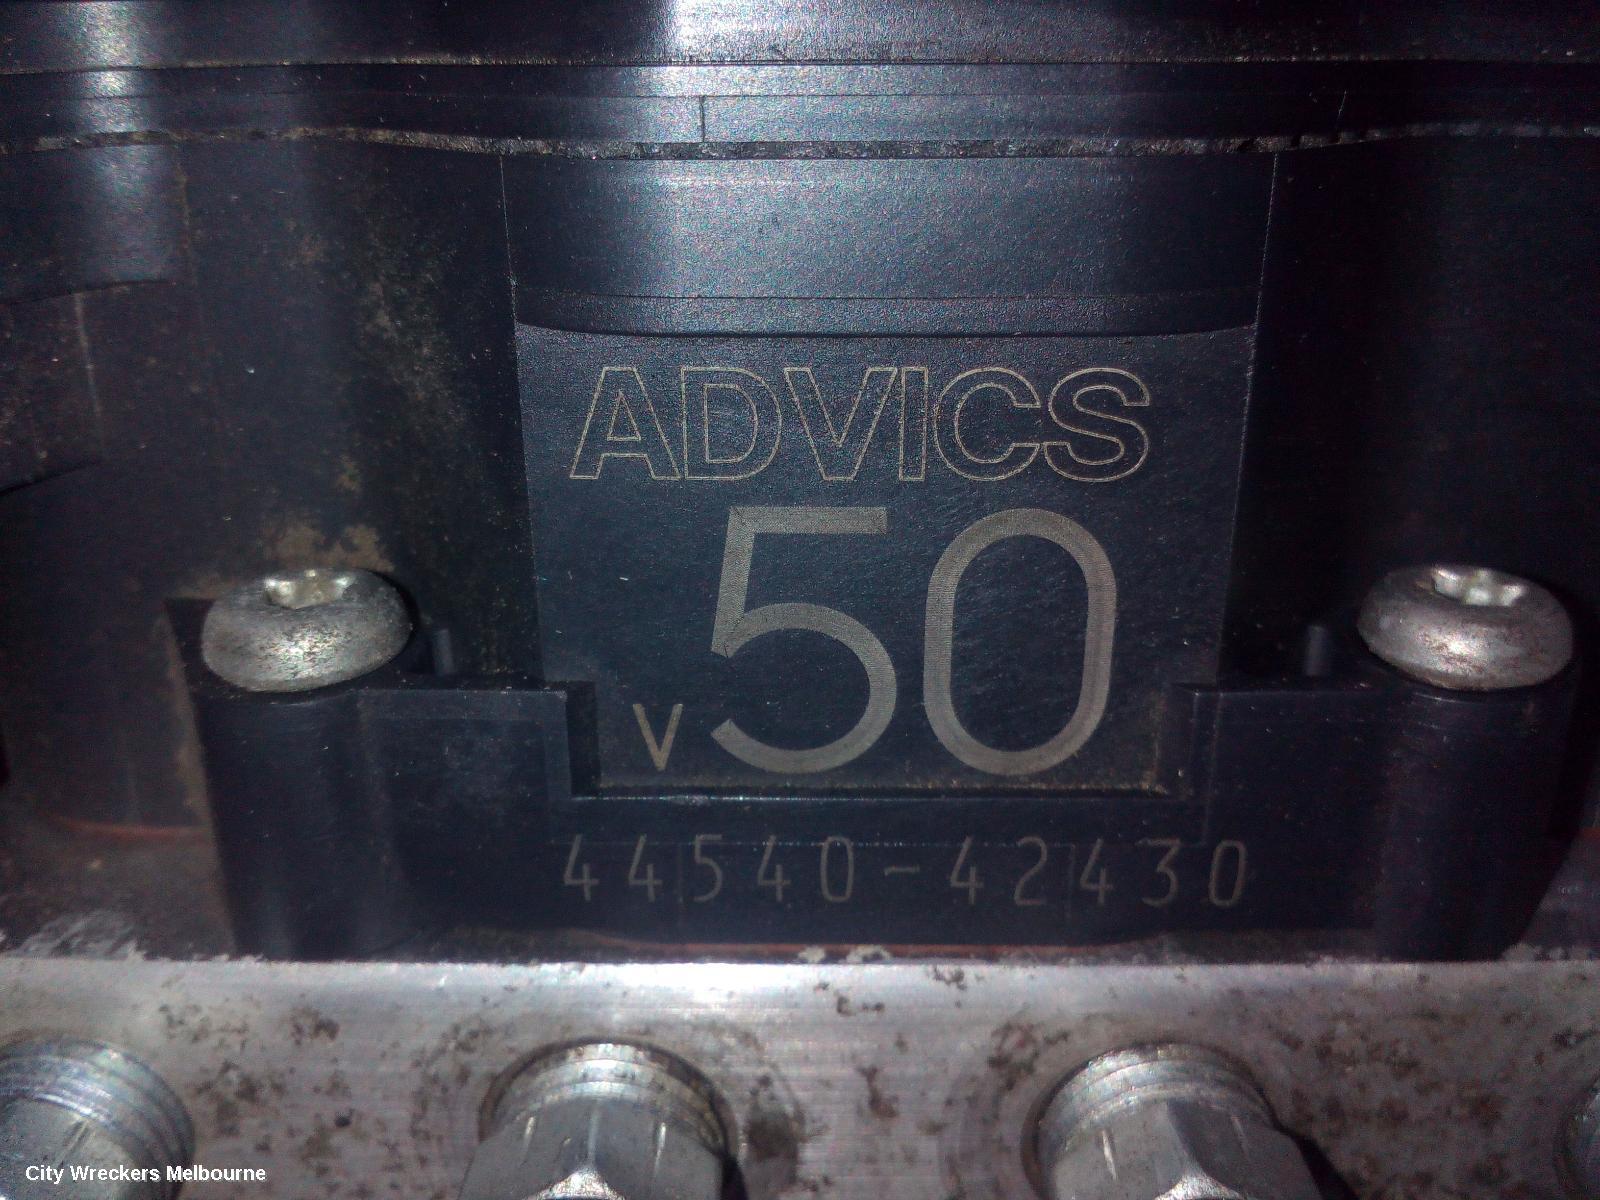 ADVICS
v50
44540-42430
City Wreckers Melbourne